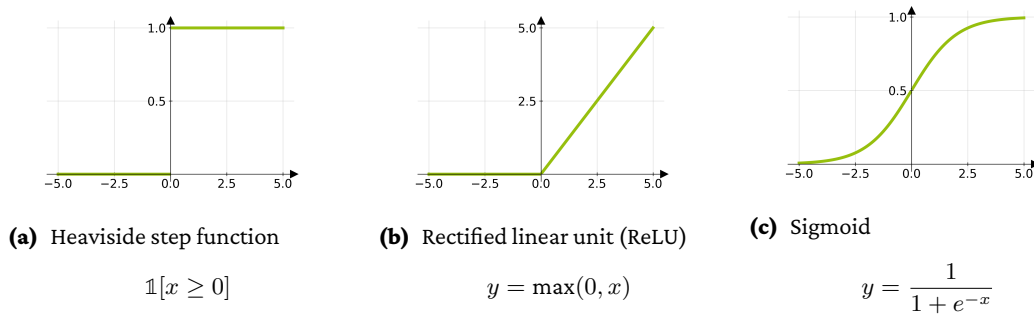 1.0
0.5
−5.0 −2.5 0.0 2.5 5.0
(a) Heaviside step function
𝟙[x ≥ 0]
5.0
2.5
−5.0 −2.5 0.0 2.5 5.0
(b) Rectified linear unit (ReLU)
y = max(0, x)
1.0
0.5
−5.0 −2.5 0.0 2.5 5.0
(c) Sigmoid
y = 1 / (1 + e^{−x})